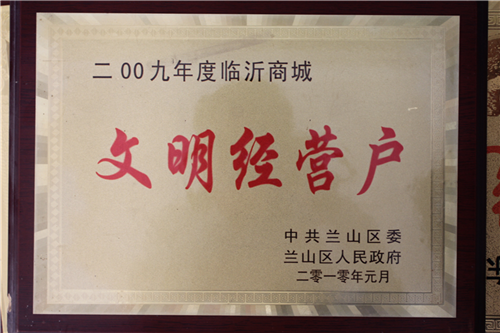 二00九年度临沂商城
文明经营户
中共兰山区委
兰山区人民政府
二零一零年元月